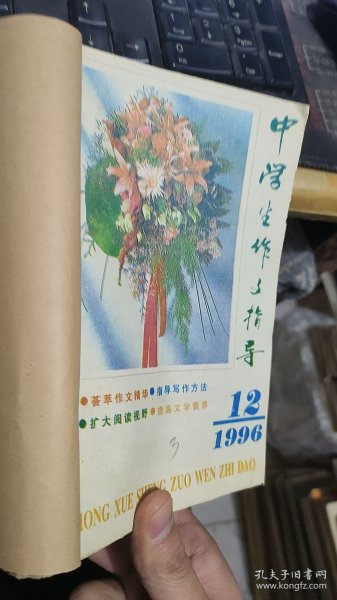 中学生作文指导
●荟萃作文精华●指导写作方法
●扩大阅读视野●提高文学素养
12
1996
3
HONG XUE SHENG ZUO WEN ZHI DAO
孔夫子旧书网
kongfz.com